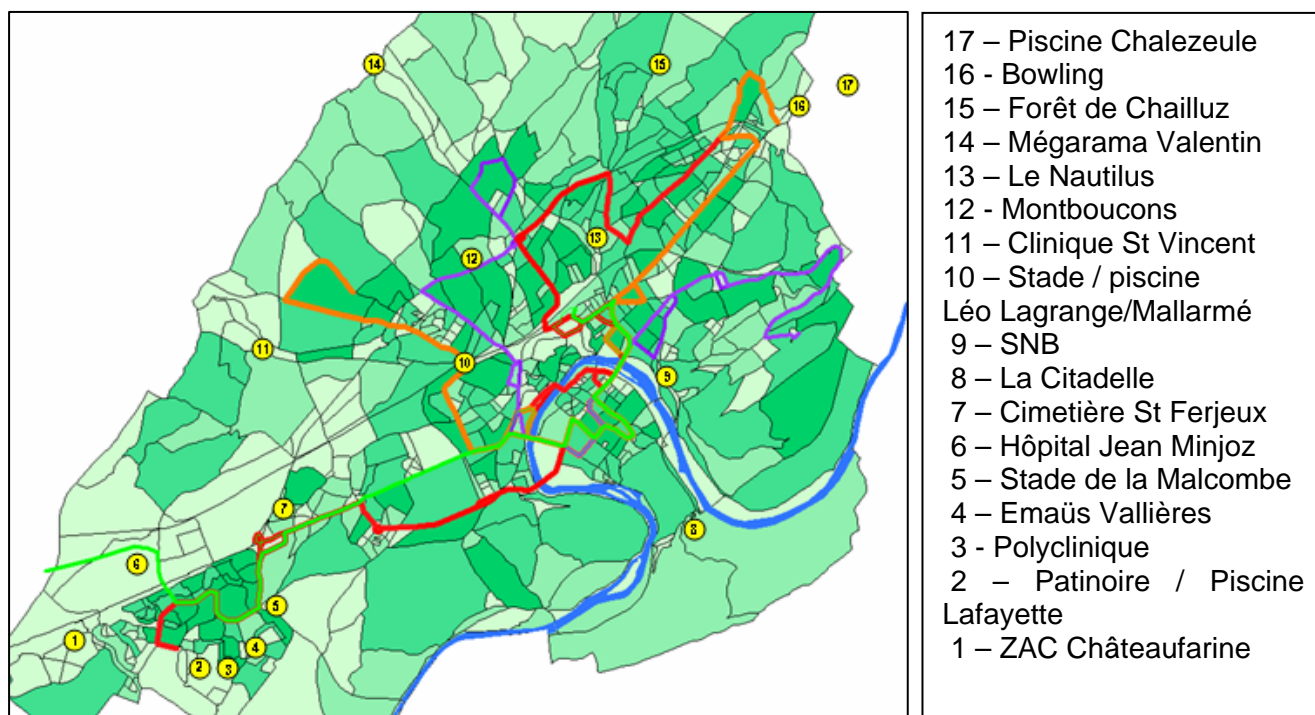 14
15
17
16
13
12
11
10
9
7
8
6
5
4
1
2
3
17 – Piscine Chalezeule
16 - Bowling
15 – Forêt de Chailluz
14 – Mégarama Valentin
13 – Le Nautilus
12 - Montboucons
11 – Clinique St Vincent
10 – Stade / piscine
Léo Lagrange/Mallarmé
9 – SNB
8 – La Citadelle
7 – Cimetière St Ferjeux
6 – Hôpital Jean Minjoz
5 – Stade de la Malcombe
4 – Emaüs Vallières
3 - Polyclinique
2 – Patinoire / Piscine
Lafayette
1 – ZAC Châteaufarine